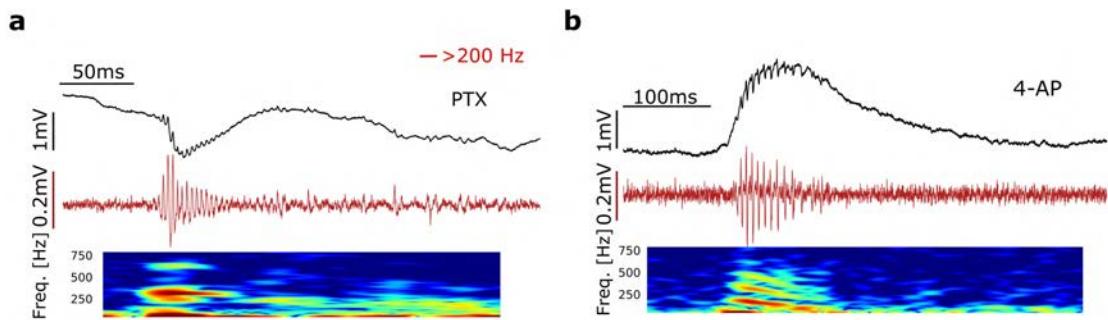 a
— >200 Hz
50ms
PTX
1mV
0.2mV
Freq. [Hz]
750
500
250
b
100ms
4-AP
1mV
0.2mV
Freq. [Hz]
750
500
250